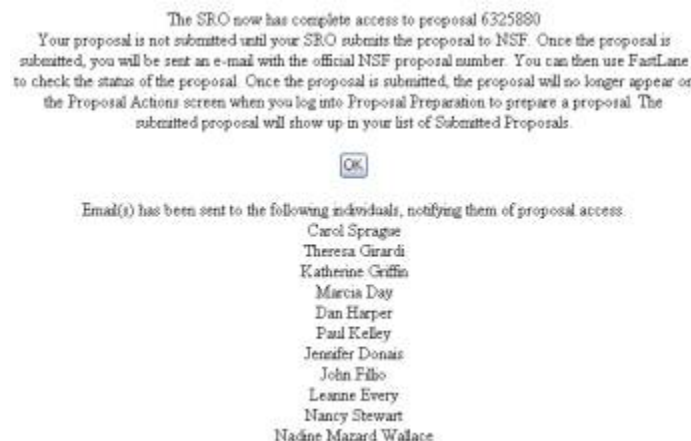 The SRO now has complete access to proposal 6325880
Your proposal is not submitted until your SRO submits the proposal to NSF. Once the proposal is
submitted, you will be sent an e-mail with the official NSF proposal number. You can then use FastLane
to check the status of the proposal. Once the proposal is submitted, the proposal will no longer appear on
the Proposal Actions screen when you log into Proposal Preparation to prepare a proposal. The
submitted proposal will show up in your list of Submitted Proposals.
OK
Email(s) has been sent to the following individuals, notifying them of proposal access.
Carol Sprague
Theresa Girardi
Katherine Griffin
Marcia Day
Dan Harper
Paul Kelley
Jennifer Donais
John Filho
Leanne Every
Nancy Stewart
Nadine Mazard Wallace